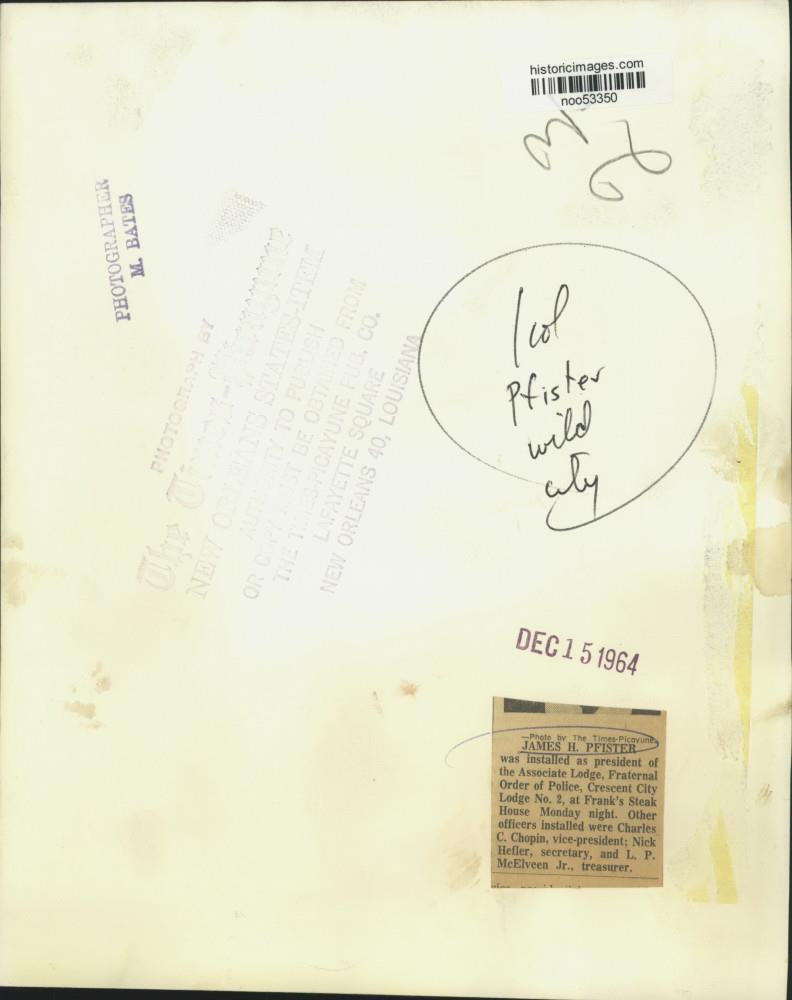 historicimages.com
noo53350
PHOTOGRAPHER
M. BATES
PHOTOGRAPH BY
The Times-Picayune
NEW ORLEANS STATES-ITEM
AUTHORITY TO PUBLISH
OR COPY MUST BE OBTAINED FROM
THE TIMES-PICAYUNE PUB. CO.
LAFAYETTE SQUARE
NEW ORLEANS 40, LOUISIANA
1 col
Pfister
wild
city
DEC 15 1964
—Photo by The Times-Picayune.
JAMES H. PFISTER
was installed as president of
the Associate Lodge, Fraternal
Order of Police, Crescent City
Lodge No. 2, at Frank's Steak
House Monday night. Other
officers installed were Charles
C. Chopin, vice-president; Nick
Hefler, secretary, and L. P.
McElveen Jr., treasurer.